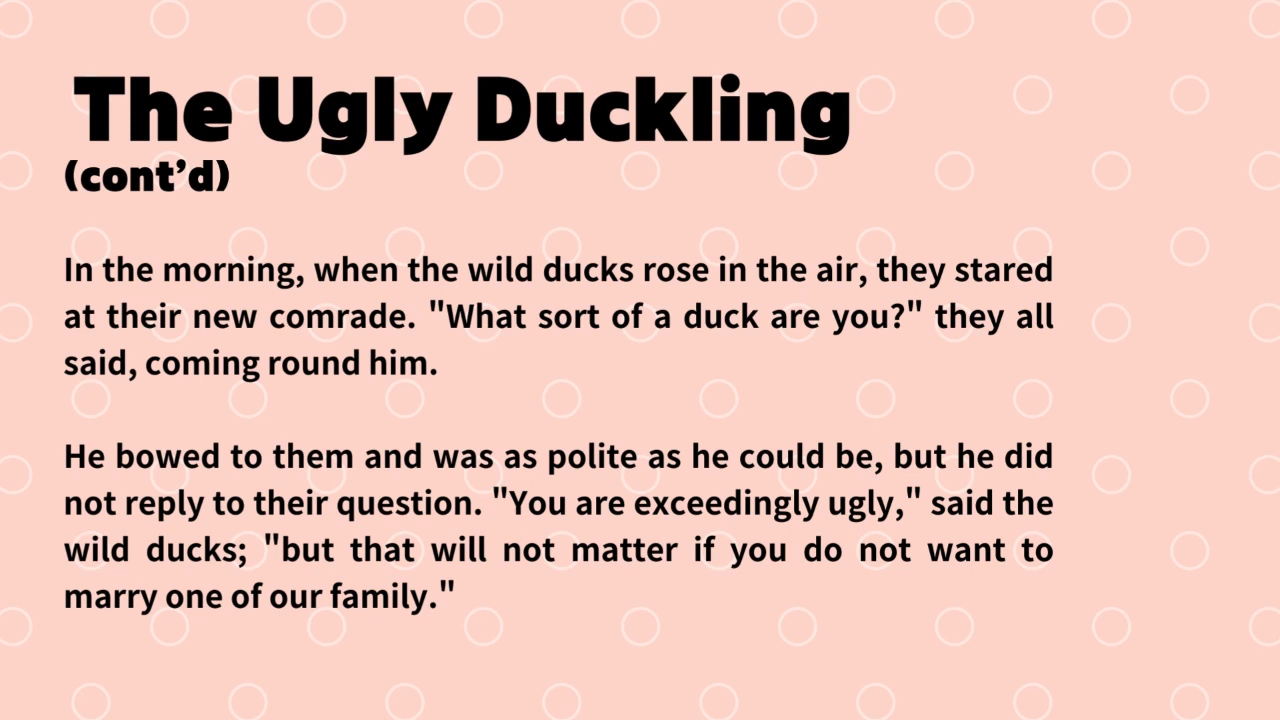 The Ugly Duckling
(cont’d)
In the morning, when the wild ducks rose in the air, they stared
at their new comrade. "What sort of a duck are you?" they all
said, coming round him.
He bowed to them and was as polite as he could be, but he did
not reply to their question. "You are exceedingly ugly," said the
wild ducks; "but that will not matter if you do not want to
marry one of our family."